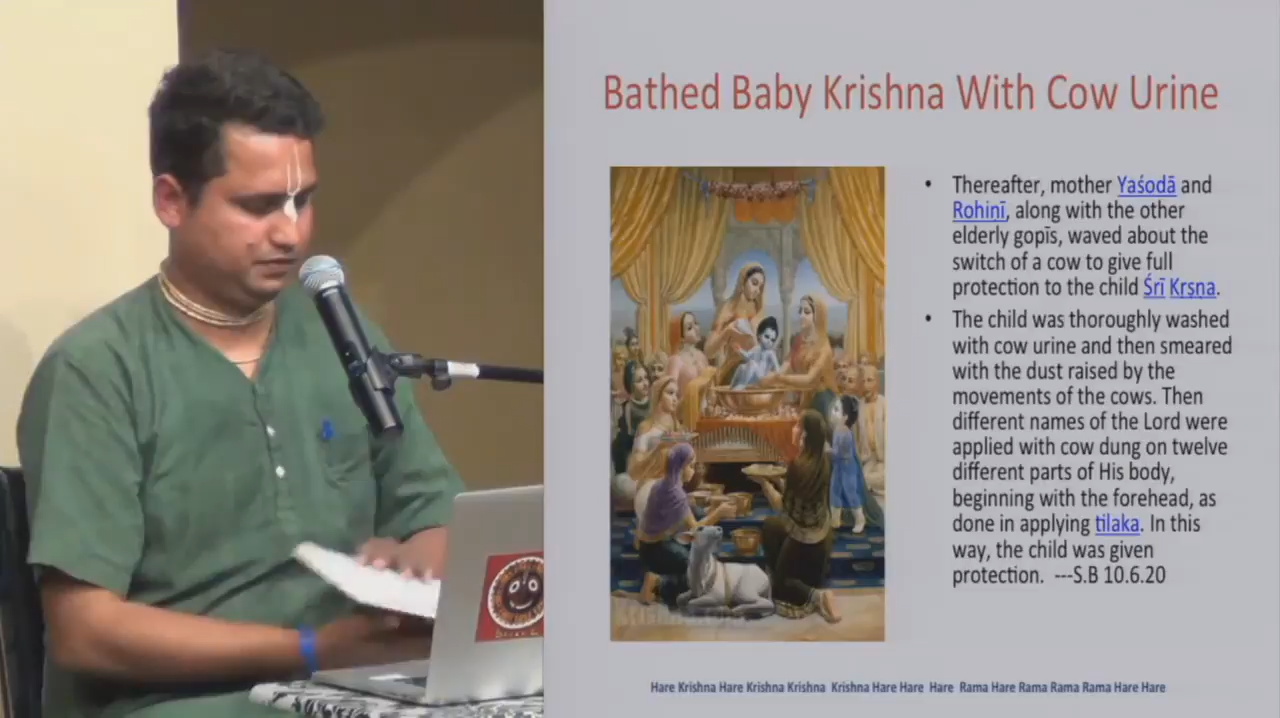 Bathed Baby Krishna With Cow Urine
• Thereafter, mother Yaśodā and
Rohinī, along with the other
elderly gopīs, waved about the
switch of a cow to give full
protection to the child Śrī Kṛṣṇa.
• The child was thoroughly washed
with cow urine and then smeared
with the dust raised by the
movements of the cows. Then
different names of the Lord were
applied with cow dung on twelve
different parts of His body,
beginning with the forehead, as
done in applying tilaka. In this
way, the child was given
protection.  ---S.B 10.6.20
Krishna.com
Hare Krishna Hare Krishna Krishna  Krishna Hare Hare  Hare  Rama Hare Rama Rama Rama Hare Hare